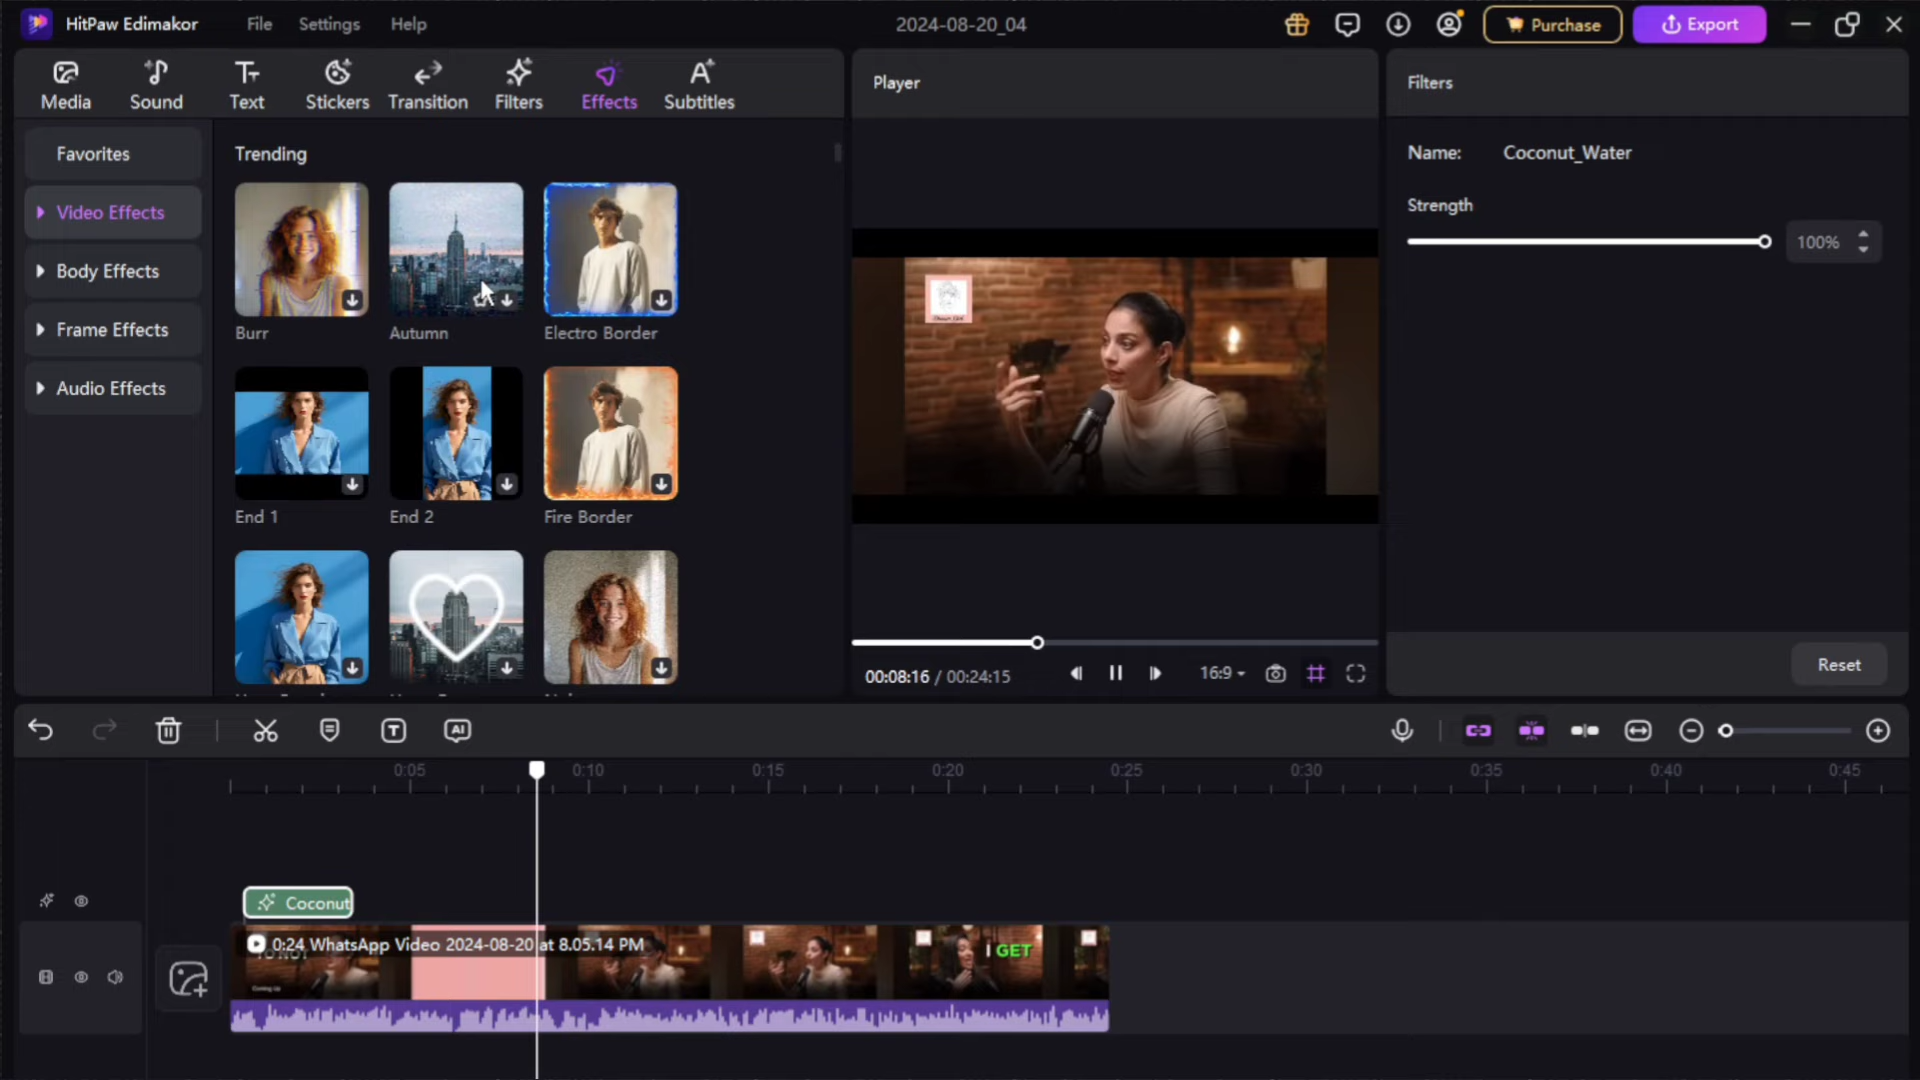 HitPaw Edimakor
File
Settings
Help
2024-08-20_04
Purchase
Export
Media
Sound
Text
Stickers
Transition
Filters
Effects
Subtitles
Favorites
Video Effects
Body Effects
Frame Effects
Audio Effects
Trending
Burr
Autumn
Electro Border
End 1
End 2
Fire Border
Player
00:08:16 / 00:24:15
16:9
Filters
Name: Coconut_Water
Strength
100%
Reset
0:05
0:10
0:15
0:20
0:25
0:30
0:35
0:40
0:45
Coconut
0:24 WhatsApp Video 2024-08-20 at 8.05.14 PM
I GET